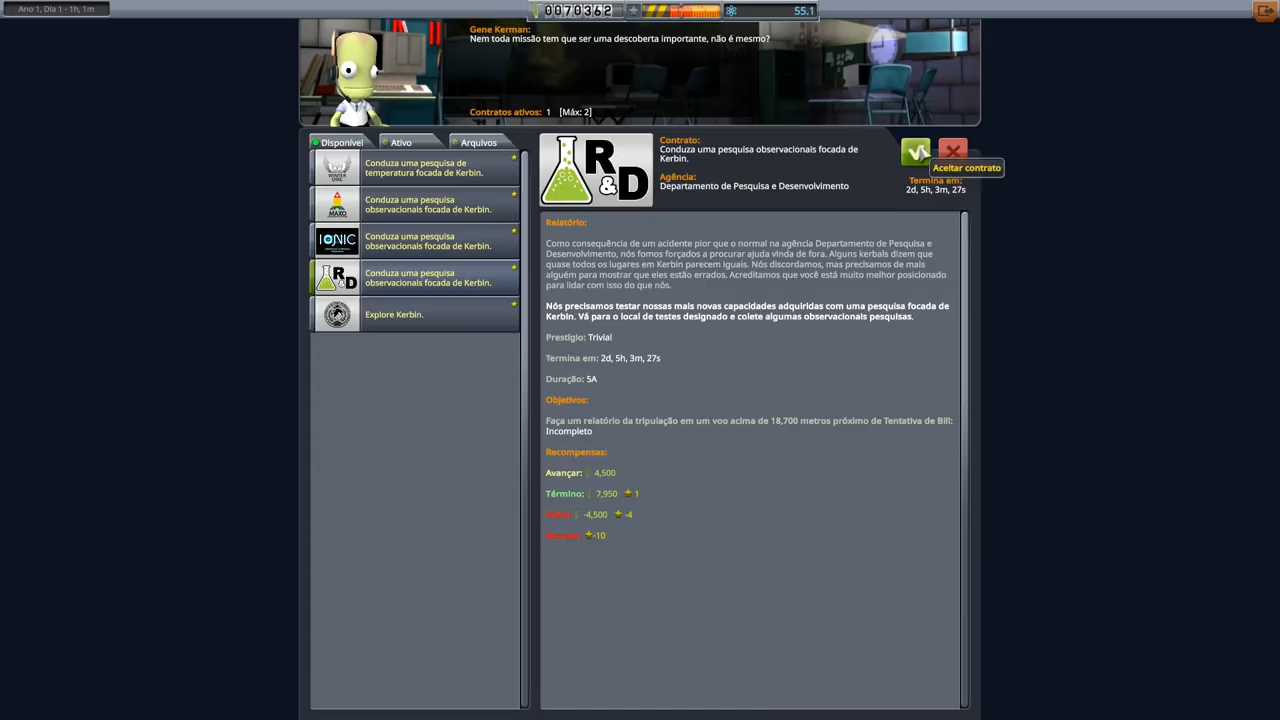 Ano 1, Dia 1 - 1h, 1m
0070362
55.1
Gene Kerman:
Nem toda missão tem que ser uma descoberta importante, não é mesmo?
Contratos ativos: 1 [Máx: 2]
Disponível
Ativo
Arquivos
Conduza uma pesquisa de
temperatura focada de Kerbin.
MAXO
Conduza uma pesquisa
observacionais focada de Kerbin.
IONIC
Conduza uma pesquisa
observacionais focada de Kerbin.
R&D
Conduza uma pesquisa
observacionais focada de Kerbin.
Explore Kerbin.
R&D
Contrato:
Conduza uma pesquisa observacionais focada de
Kerbin.
Agência:
Departamento de Pesquisa e Desenvolvimento
Aceitar contrato
Termina em:
2d, 5h, 3m, 27s
Relatório:
Como consequência de um acidente pior que o normal na agência Departamento de Pesquisa e
Desenvolvimento, nós fomos forçados a procurar ajuda vinda de fora. Alguns kerbals dizem que
quase todos os lugares em Kerbin parecem iguais. Nós discordamos, mas precisamos de mais
alguém para mostrar que eles estão errados. Acreditamos que você está muito melhor posicionado
para lidar com isso do que nós.
Nós precisamos testar nossas mais novas capacidades adquiridas com uma pesquisa focada de
Kerbin. Vá para o local de testes designado e colete algumas observacionais pesquisas.
Prestígio: Trivial
Termina em: 2d, 5h, 3m, 27s
Duração: 5A
Objetivos:
Faça um relatório da tripulação em um voo acima de 18,700 metros próximo de Tentativa de Bill:
Incompleto
Recompensas:
Avançar: 4,500
Término: 7,950 1
-4,500 -4
-10